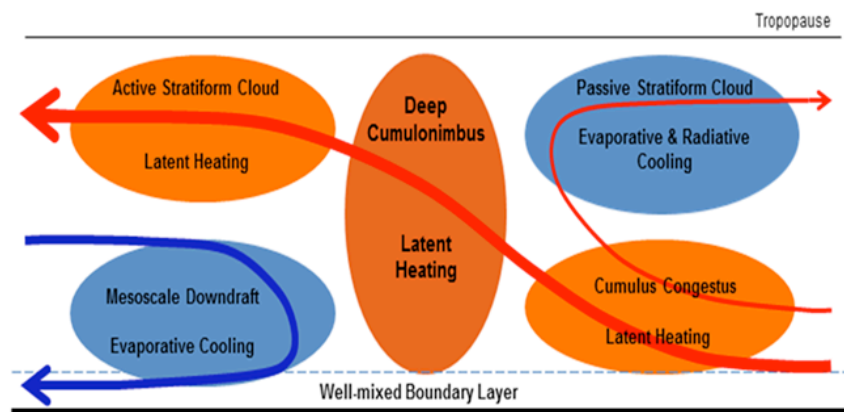 Tropopause
Active Stratiform Cloud
Latent Heating
Deep
Cumulonimbus
Latent
Heating
Passive Stratiform Cloud
Evaporative & Radiative
Cooling
Mesoscale Downdraft
Evaporative Cooling
Cumulus Congestus
Latent Heating
Well-mixed Boundary Layer